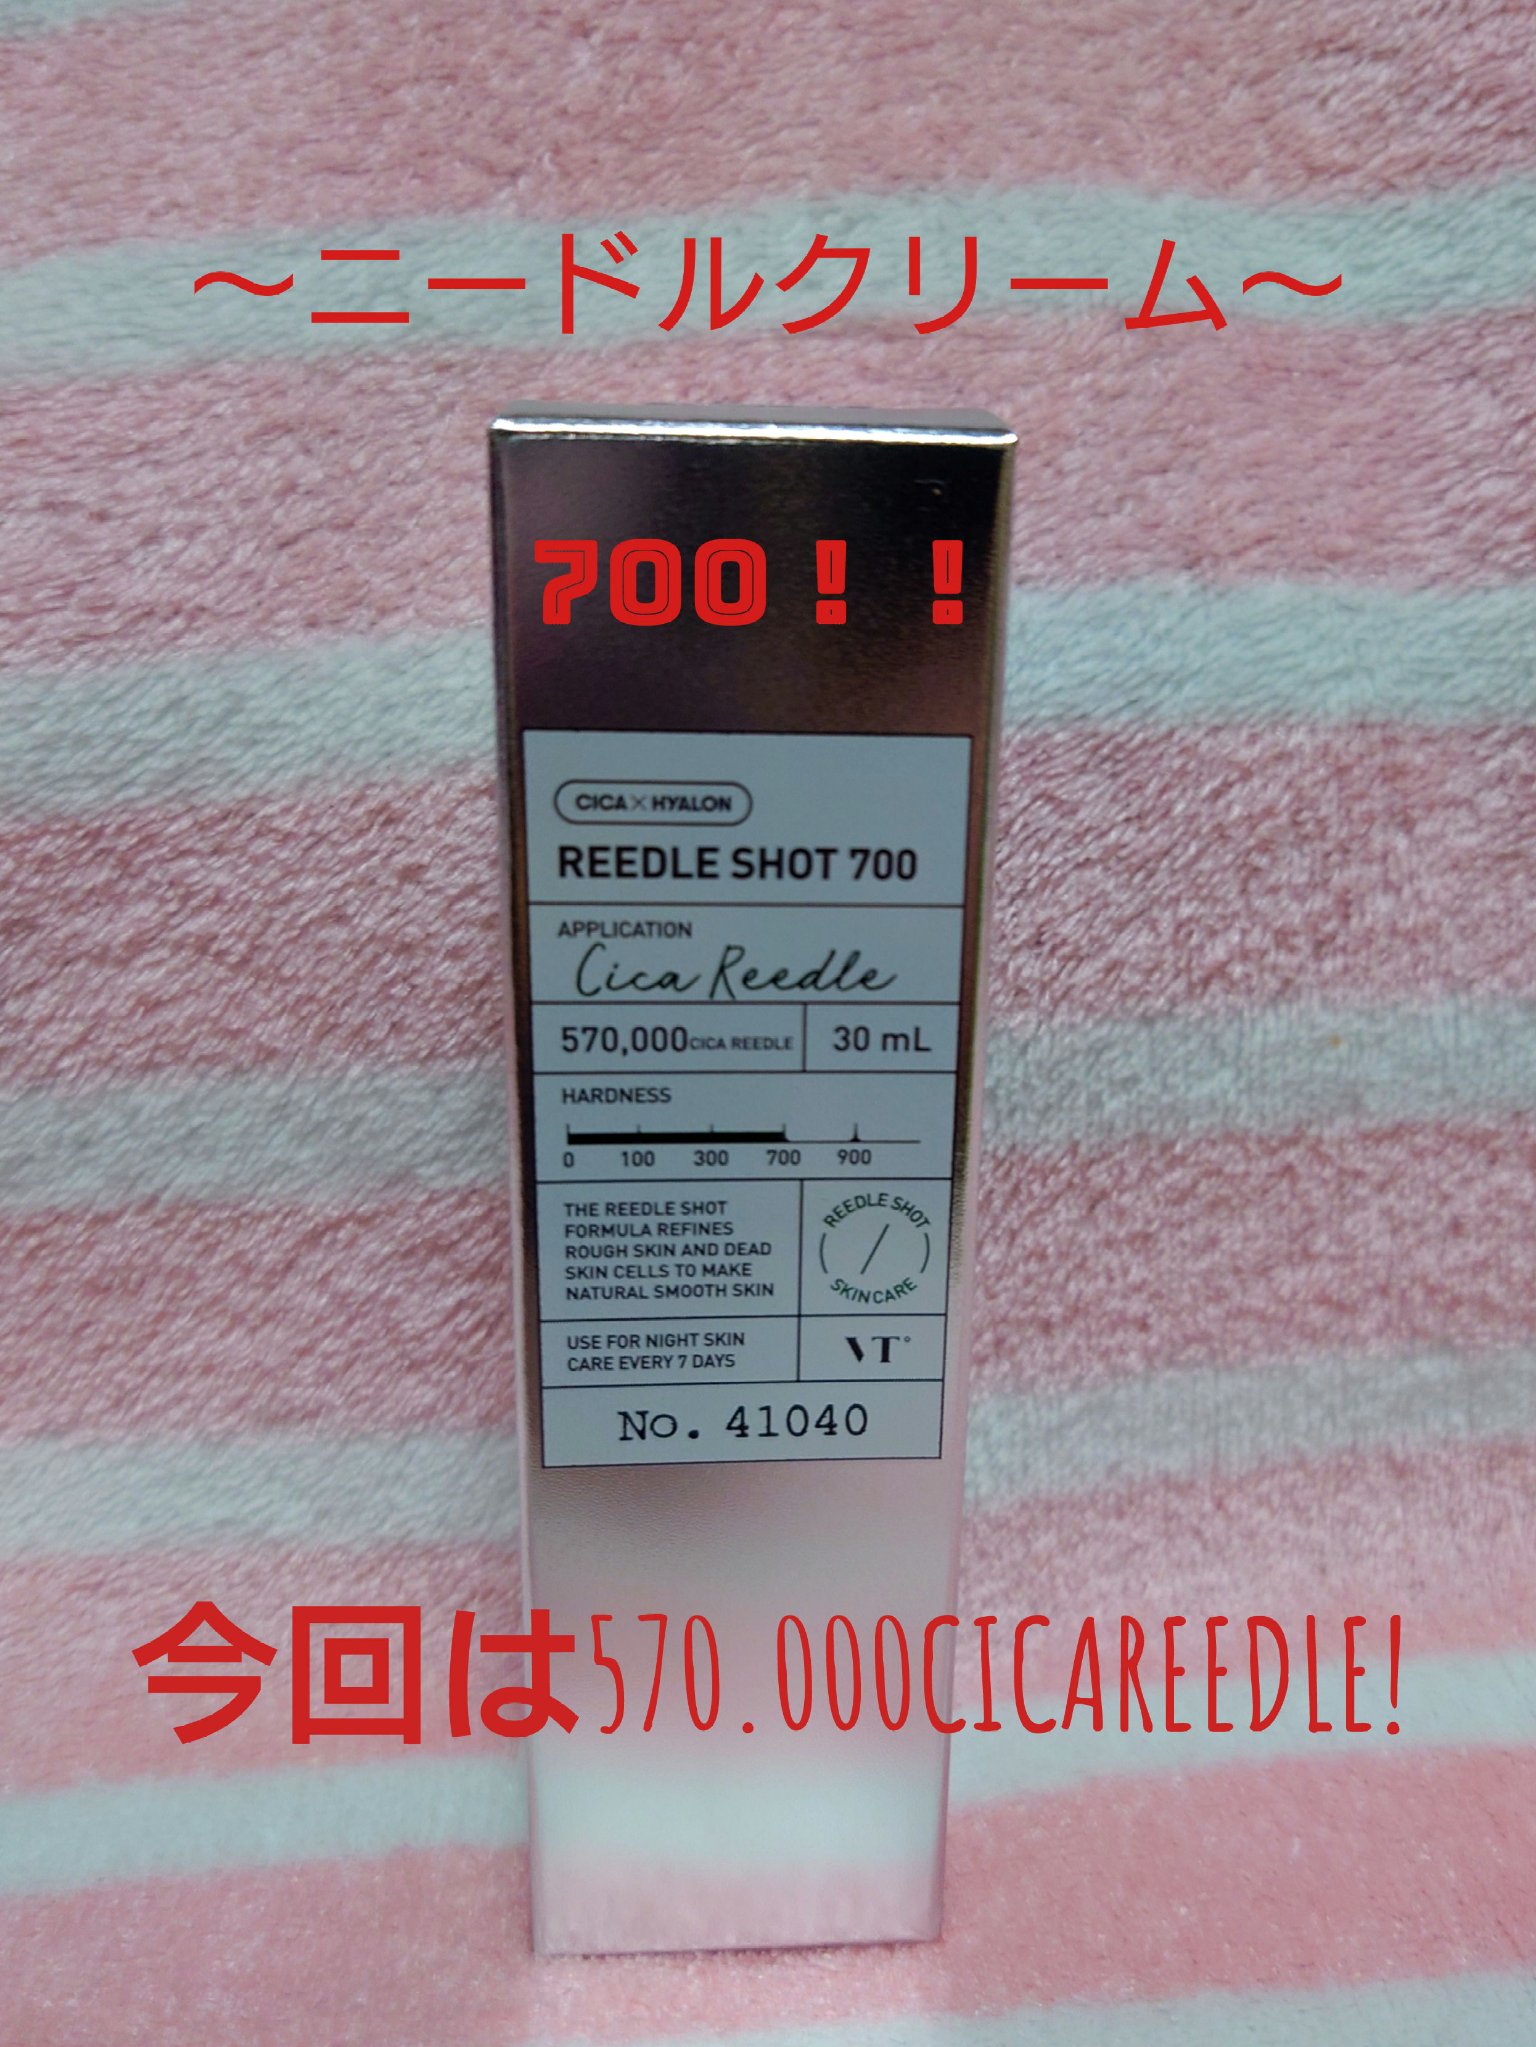 ～ニードルクリーム～
700！！
CICA×HYALON
REEDLE SHOT 700
APPLICATION
Cica Reedle
570,000CICA REEDLE
30 mL
HARDNESS
0 100 300 700 900
THE REEDLE SHOT
FORMULA REFINES
ROUGH SKIN AND DEAD
SKIN CELLS TO MAKE
NATURAL SMOOTH SKIN
REEDLE SHOT
SKINCARE
USE FOR NIGHT SKIN
CARE EVERY 7 DAYS
VT°
No. 41040
今回は570.000CICAREEDLE!